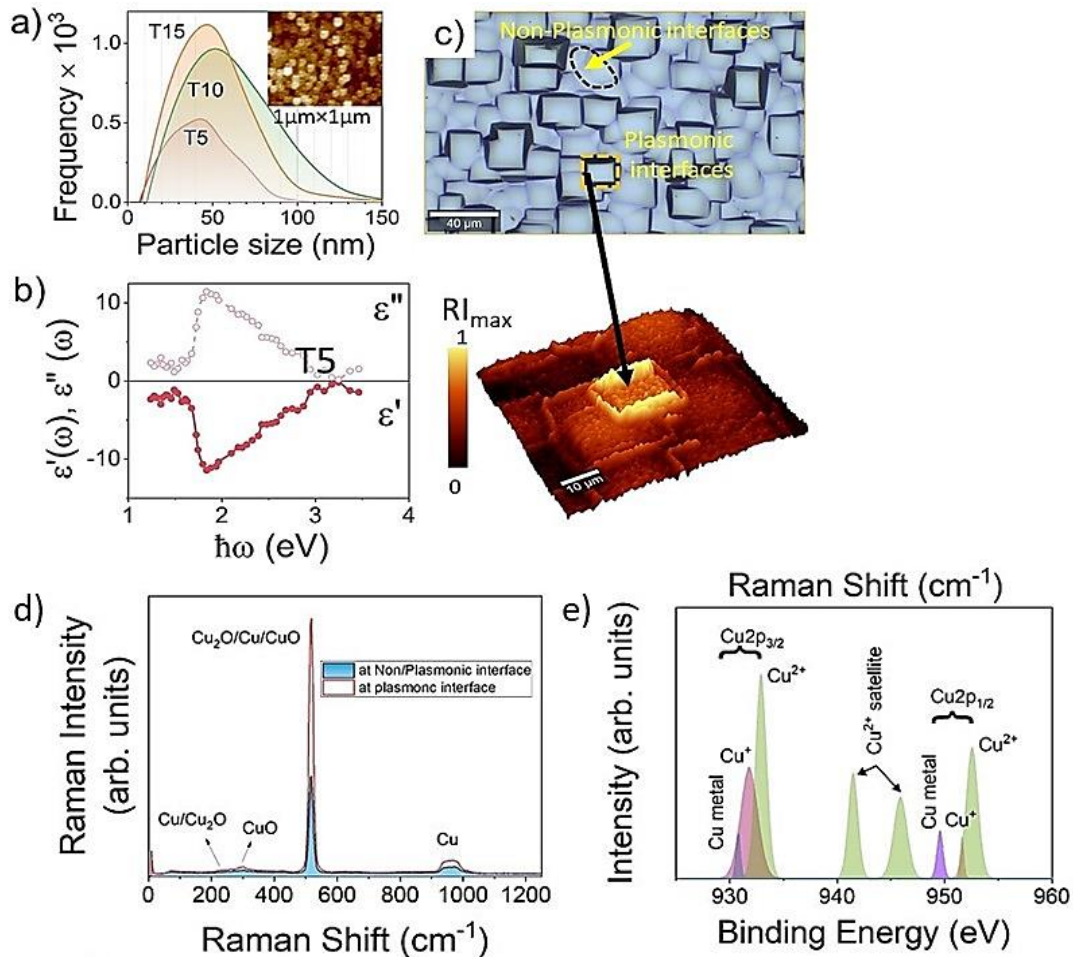 a)
T15
T10
T5
1µm×1µm
1.0
0.5
0.0
0
50
100
150
Frequency × 10³
Particle size (nm)
b)
10
0
-10
ε''
T5
ε'
ε'(ω), ε'' (ω)
1
2
3
4
ħω (eV)
c)
Non-Plasmonic interfaces
Plasmonic
interfaces
40 µm
RImax
1
0
10 µm
d)
Cu₂O/Cu/CuO
at Non/Plasmonic interface
at plasmonc interface
Cu/Cu₂O
CuO
Cu
Raman Intensity
(arb. units)
0
200
400
600
800
1000
1200
Raman Shift (cm⁻¹)
e)
Raman Shift (cm⁻¹)
Cu2p3/2
Cu²⁺
Cu⁺
Cu metal
Cu²⁺ satellite
Cu2p1/2
Cu²⁺
Cu metal
Cu⁺
Intensity (arb. units)
930
940
950
960
Binding Energy (eV)